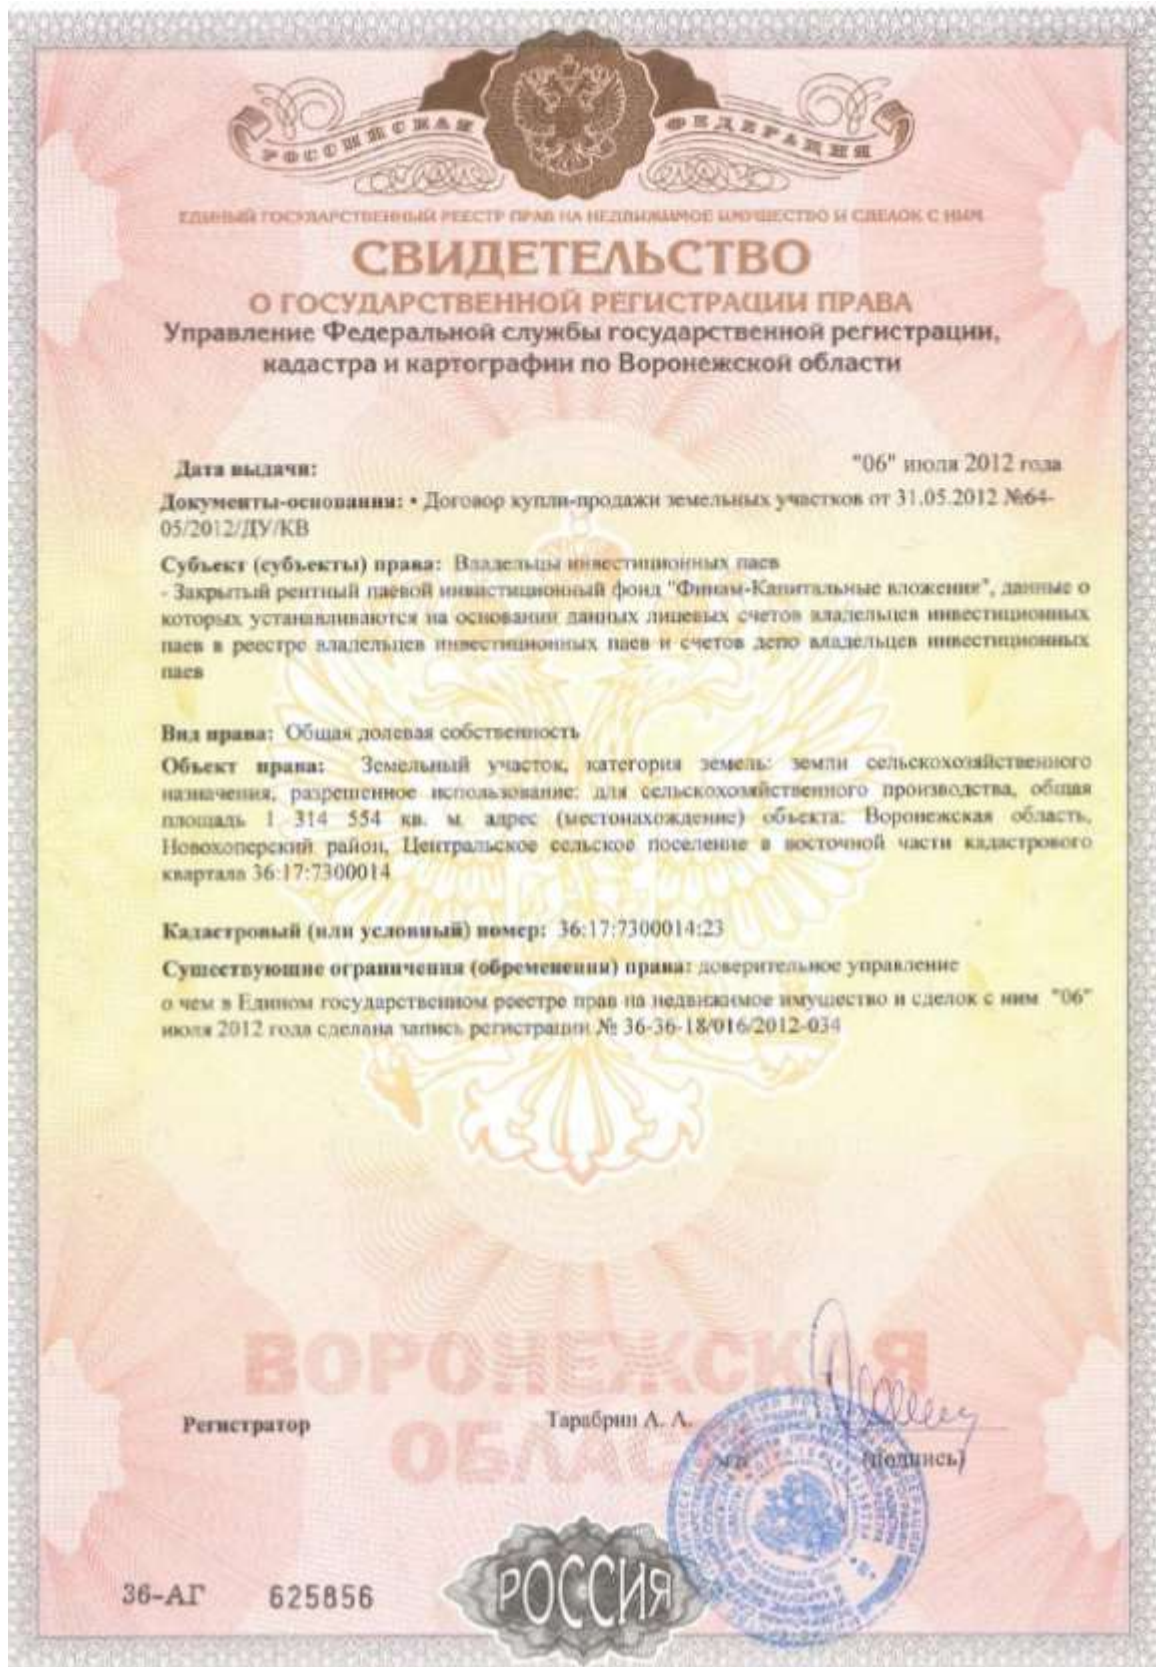 РОССИЙСКАЯ ФЕДЕРАЦИЯ
ЕДИНЫЙ ГОСУДАРСТВЕННЫЙ РЕЕСТР ПРАВ НА НЕДВИЖИМОЕ ИМУЩЕСТВО И СДЕЛОК С НИМ
СВИДЕТЕЛЬСТВО
О ГОСУДАРСТВЕННОЙ РЕГИСТРАЦИИ ПРАВА
Управление Федеральной службы государственной регистрации,
кадастра и картографии по Воронежской области
Дата выдачи: "06" июля 2012 года
Документы-основания: • Договор купли-продажи земельных участков от 31.05.2012 №64-
05/2012/ДУ/КВ
Субъект (субъекты) права: Владельцы инвестиционных паев
- Закрытый рентный паевой инвестиционный фонд "Финам-Капитальные вложения", данные о
которых устанавливаются на основании данных лицевых счетов владельцев инвестиционных
паев в реестре владельцев инвестиционных паев и счетов депо владельцев инвестиционных
паев
Вид права: Общая долевая собственность
Объект права: Земельный участок, категория земель: земли сельскохозяйственного
назначения, разрешенное использование: для сельскохозяйственного производства, общая
площадь 1 314 554 кв. м, адрес (местонахождение) объекта: Воронежская область,
Новохоперский район, Центральское сельское поселение в восточной части кадастрового
квартала 36:17:7300014
Кадастровый (или условный) номер: 36:17:7300014:23
Существующие ограничения (обременения) права: доверительное управление
о чем в Едином государственном реестре прав на недвижимое имущество и сделок с ним "06"
июля 2012 года сделана запись регистрации № 36-36-18/016/2012-034
ВОРОНЕЖСКАЯ
ОБЛАСТЬ
Регистратор Тарабрин А. А.
(подпись)
36-АГ 625856
РОССИЯ